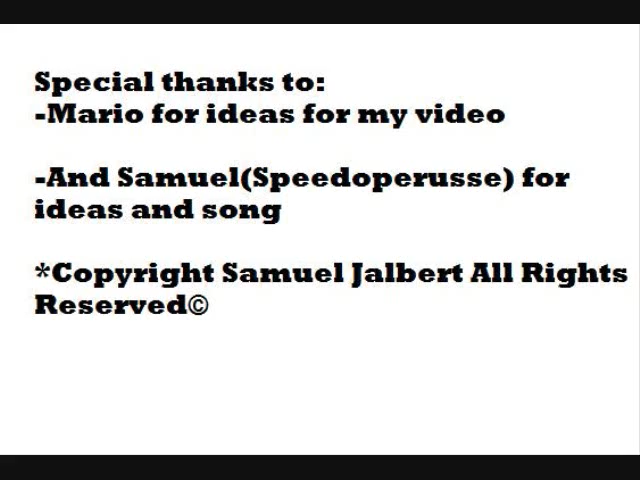 Special thanks to:
-Mario for ideas for my video
-And Samuel(Speedoperusse) for
ideas and song
*Copyright Samuel Jalbert All Rights
Reserved©